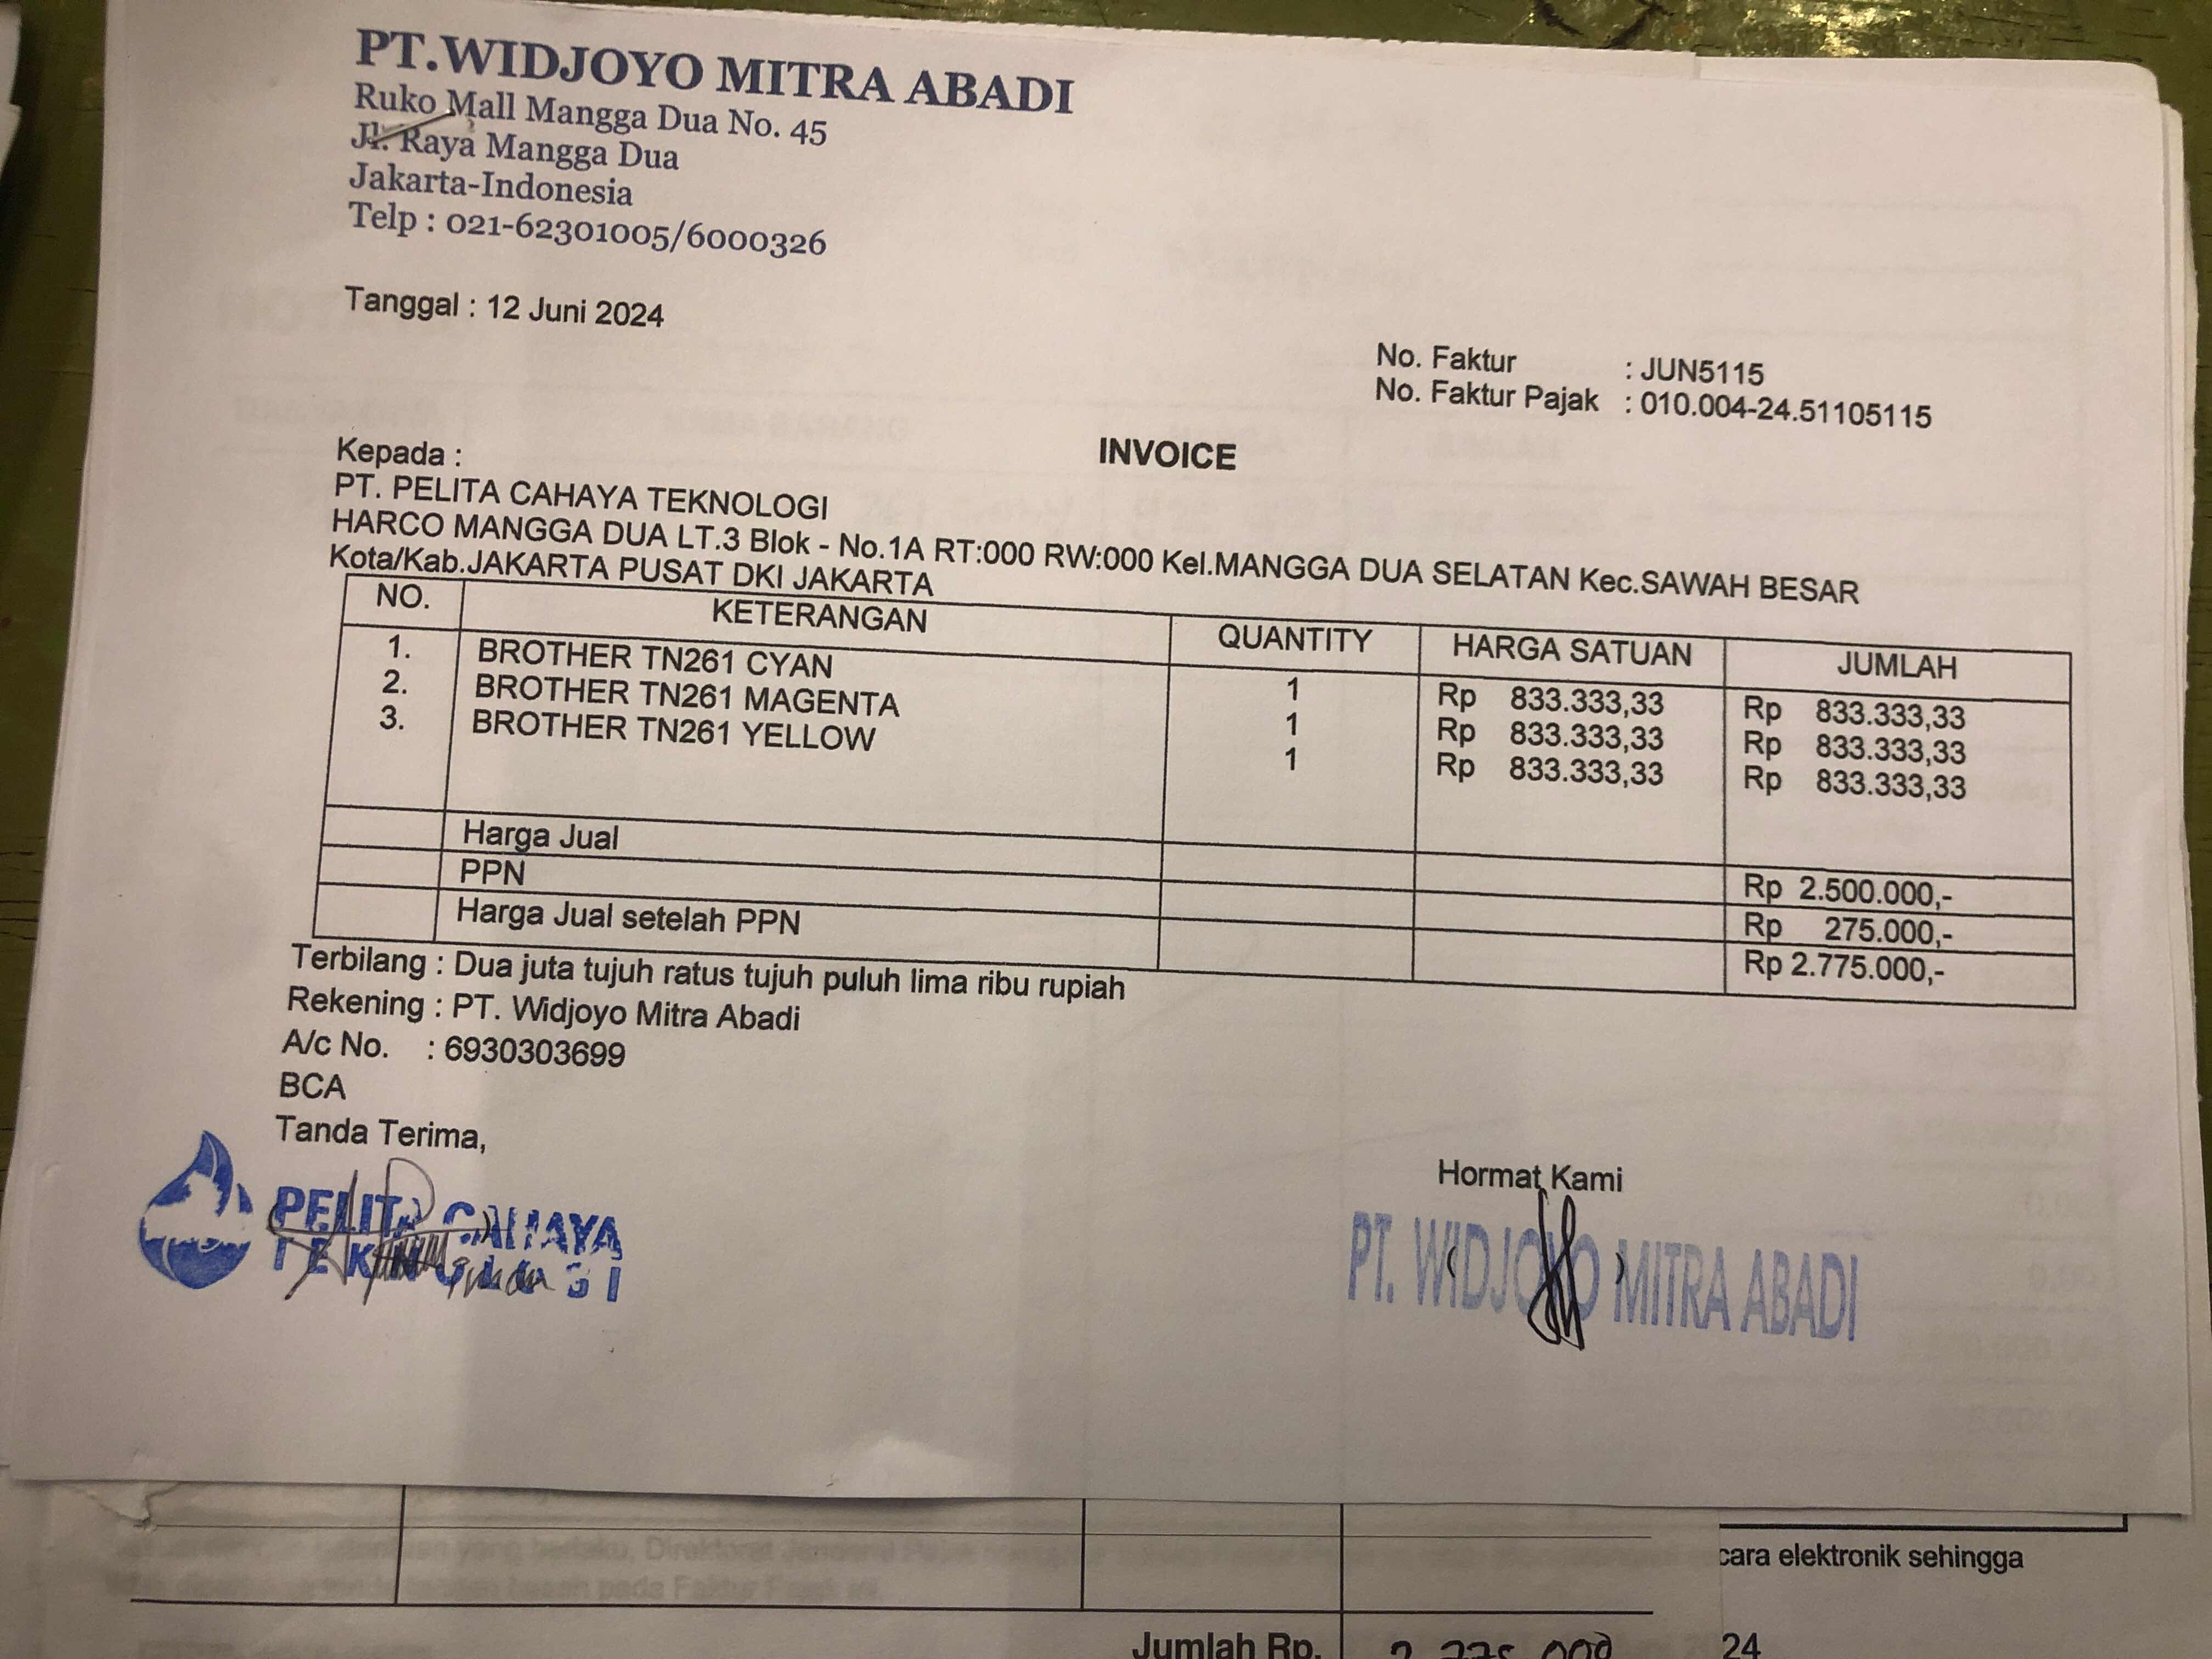 PT.WIDJOYO MITRA ABADI
Ruko Mall Mangga Dua No. 45
Jl. Raya Mangga Dua
Jakarta-Indonesia
Telp : 021-62301005/6000326
Tanggal : 12 Juni 2024
No. Faktur : JUN5115
No. Faktur Pajak : 010.004-24.51105115
INVOICE
Kepada :
PT. PELITA CAHAYA TEKNOLOGI
HARCO MANGGA DUA LT.3 Blok - No.1A RT:000 RW:000 Kel.MANGGA DUA SELATAN Kec.SAWAH BESAR
Kota/Kab.JAKARTA PUSAT DKI JAKARTA
NO. KETERANGAN QUANTITY HARGA SATUAN JUMLAH
1. BROTHER TN261 CYAN 1 Rp 833.333,33 Rp 833.333,33
2. BROTHER TN261 MAGENTA 1 Rp 833.333,33 Rp 833.333,33
3. BROTHER TN261 YELLOW 1 Rp 833.333,33 Rp 833.333,33
Harga Jual Rp 2.500.000,-
PPN Rp 275.000,-
Harga Jual setelah PPN Rp 2.775.000,-
Terbilang : Dua juta tujuh ratus tujuh puluh lima ribu rupiah
Rekening : PT. Widjoyo Mitra Abadi
A/c No. : 6930303699
BCA
Tanda Terima,
PELITA CAHAYA
TEKNOLOGI
Hormat Kami
PT. WIDJOYO MITRA ABADI
cara elektronik sehingga
Jumlah Rp. 2.775.000
24